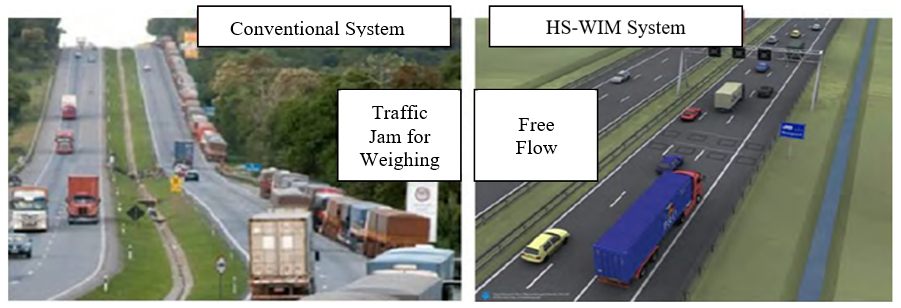 Conventional System
HS-WIM System
Traffic
Jam for
Weighing
Free
Flow